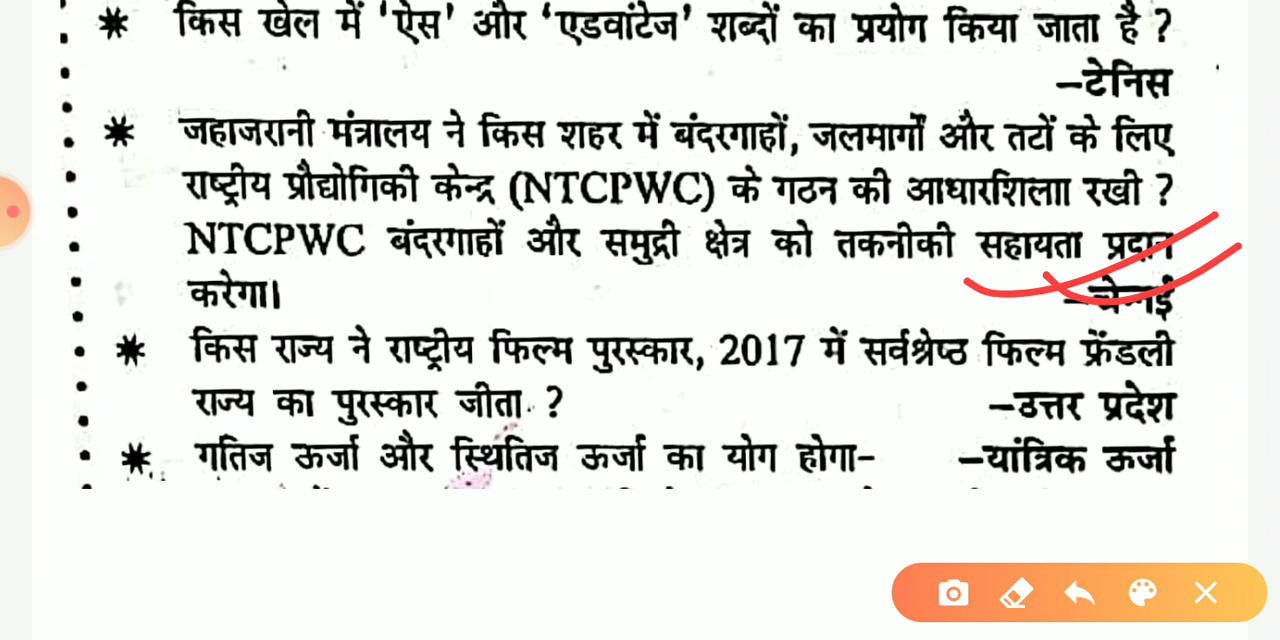 * किस खेल में 'ऐस' और 'एडवांटेज' शब्दों का प्रयोग किया जाता है ?
–टेनिस
* जहाजरानी मंत्रालय ने किस शहर में बंदरगाहों, जलमार्गों और तटों के लिए
राष्ट्रीय प्रौद्योगिकी केन्द्र (NTCPWC) के गठन की आधारशिलाा रखी ?
NTCPWC बंदरगाहों और समुद्री क्षेत्र को तकनीकी सहायता प्रदान
करेगा। –चेन्नई
* किस राज्य ने राष्ट्रीय फिल्म पुरस्कार, 2017 में सर्वश्रेष्ठ फिल्म फ्रेंडली
राज्य का पुरस्कार जीता ? –उत्तर प्रदेश
* गतिज ऊर्जा और स्थितिज ऊर्जा का योग होगा– –यांत्रिक ऊर्जा